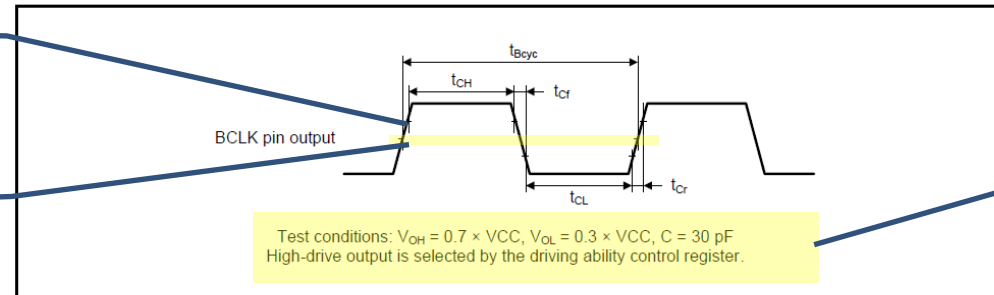 tBcyc
tCH
tCf
BCLK pin output
tCL
tCr
Test conditions: VOH = 0.7 × VCC, VOL = 0.3 × VCC, C = 30 pF
High-drive output is selected by the driving ability control register.